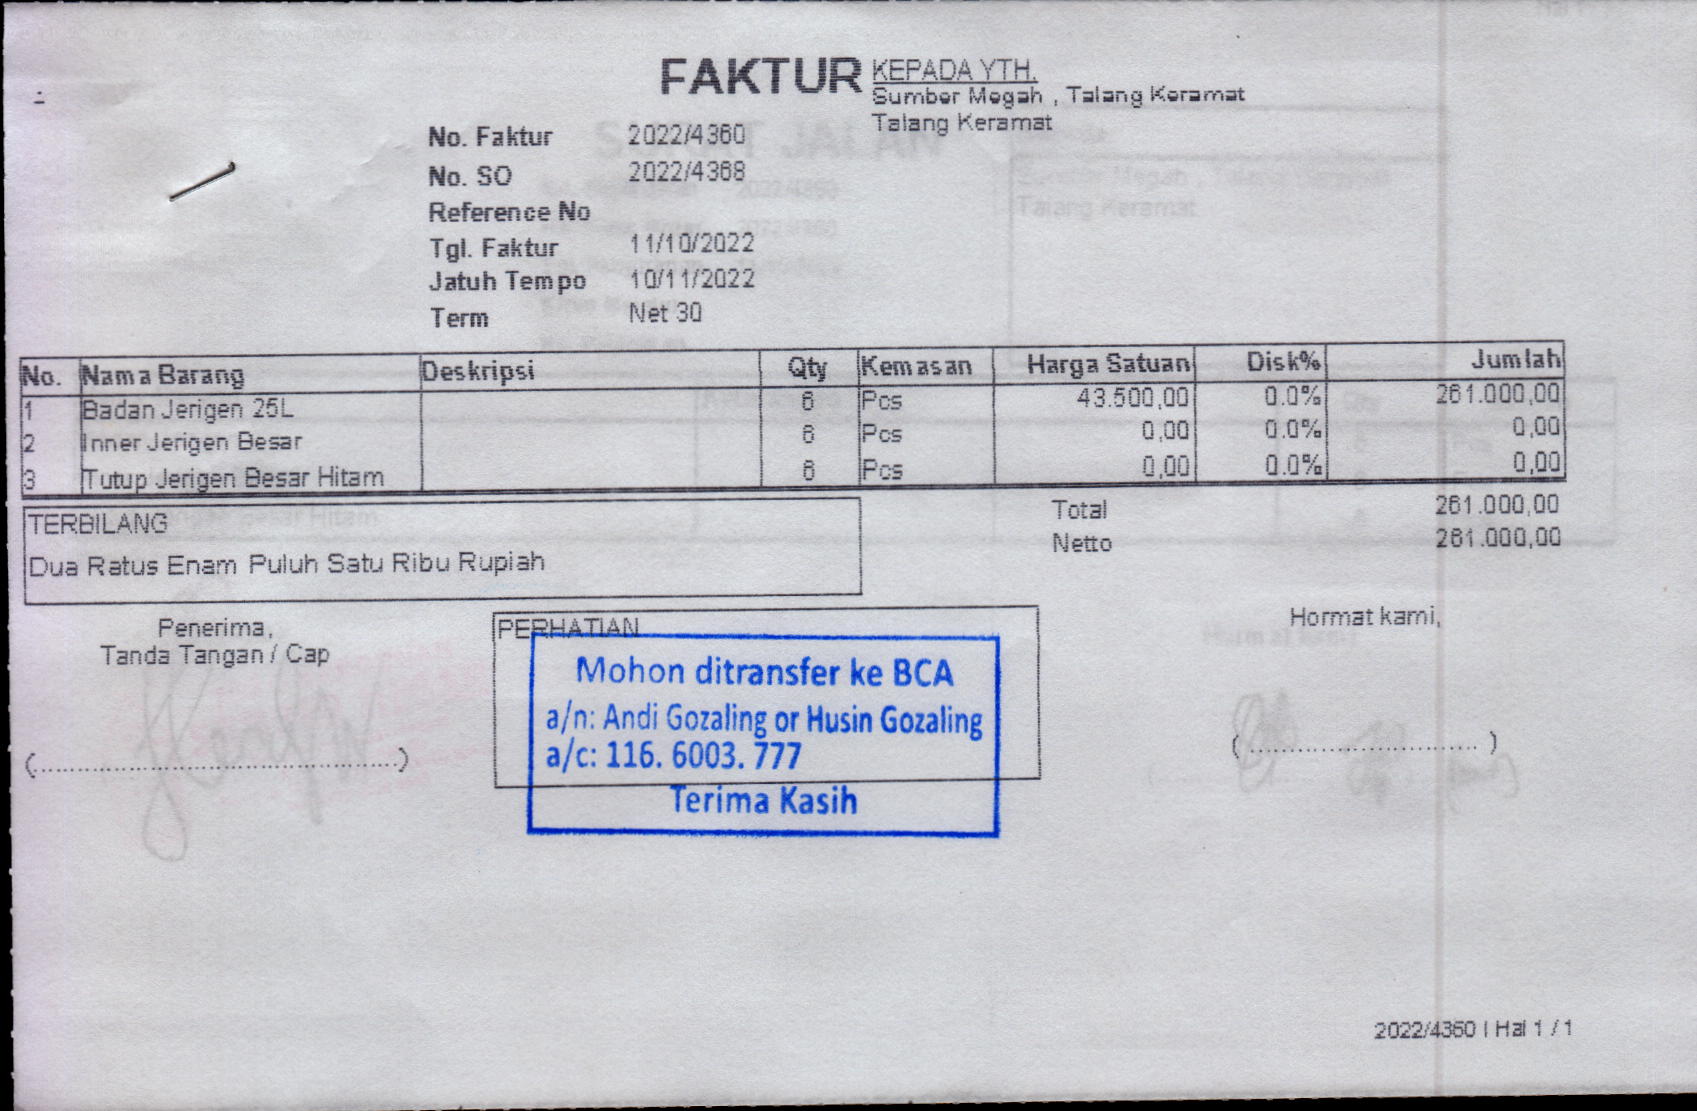 FAKTUR
KEPADA YTH.
Sumber Megah , Talang Keramat
Talang Keramat
No. Faktur 2022/4360
No. SO 2022/4368
Reference No
Tgl. Faktur 11/10/2022
Jatuh Tempo 10/11/2022
Term Net 30
No. Nama Barang Deskripsi Qty Kemasan Harga Satuan Disk% Jumlah
1 Badan Jerigen 25L 6 Pcs 43.500,00 0.0% 261.000,00
2 Inner Jerigen Besar 6 Pcs 0,00 0.0% 0,00
3 Tutup Jerigen Besar Hitam 6 Pcs 0,00 0.0% 0,00
TERBILANG
Dua Ratus Enam Puluh Satu Ribu Rupiah
Total 261.000,00
Netto 261.000,00
Penerima,
Tanda Tangan / Cap
(..........................................)
PERHATIAN
Mohon ditransfer ke BCA
a/n: Andi Gozaling or Husin Gozaling
a/c: 116. 6003. 777
Terima Kasih
Hormat kami,
( .............................. )
2022/4360 | Hal 1 / 1